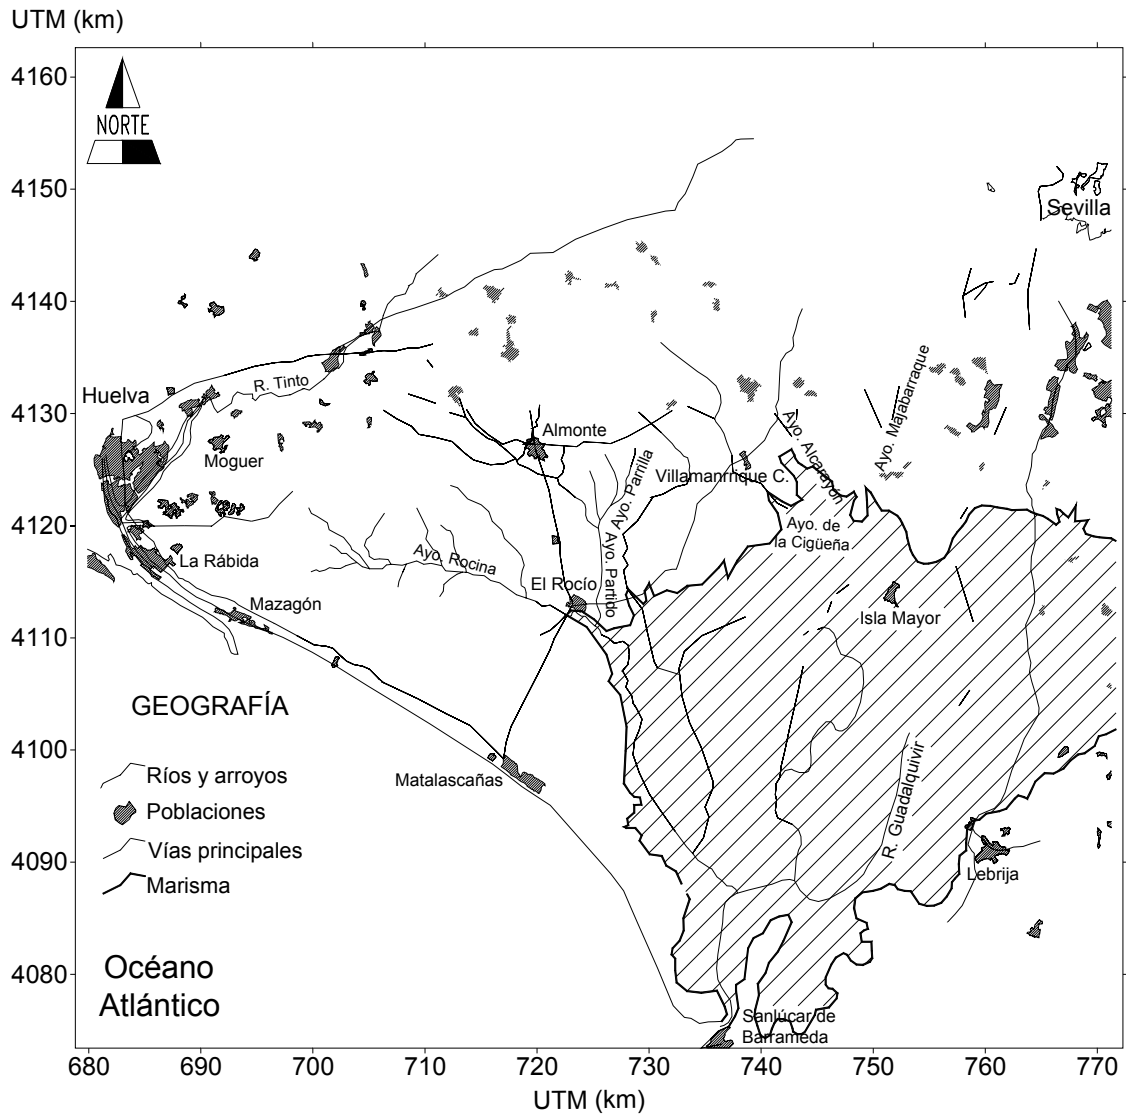 UTM (km)
4160
4150
4140
4130
4120
4110
4100
4090
4080
NORTE
Sevilla
R. Tinto
Huelva
Almonte
Moguer
Villamanrrique C.
Ayo. Majabarraque
Ayo. Alcarayón
Ayo. Parrilla
Ayo. Partido
Ayo. de
la Cigüeña
La Rábida
Ayo. Rocina
El Rocío
Mazagón
Isla Mayor
GEOGRAFÍA
Ríos y arroyos
Poblaciones
Vías principales
Marisma
Matalascañas
R. Guadalquivir
Lebrija
Océano
Atlántico
Sanlúcar de
Barrameda
680 690 700 710 720 730 740 750 760 770
UTM (km)